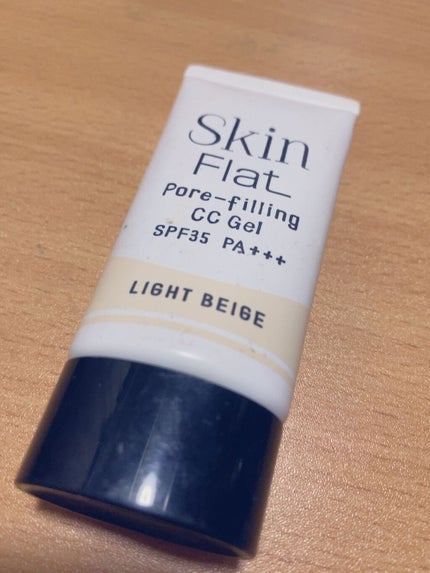 Skin
Flat
Pore-filling
CC Gel
SPF35 PA+++
LIGHT BEIGE